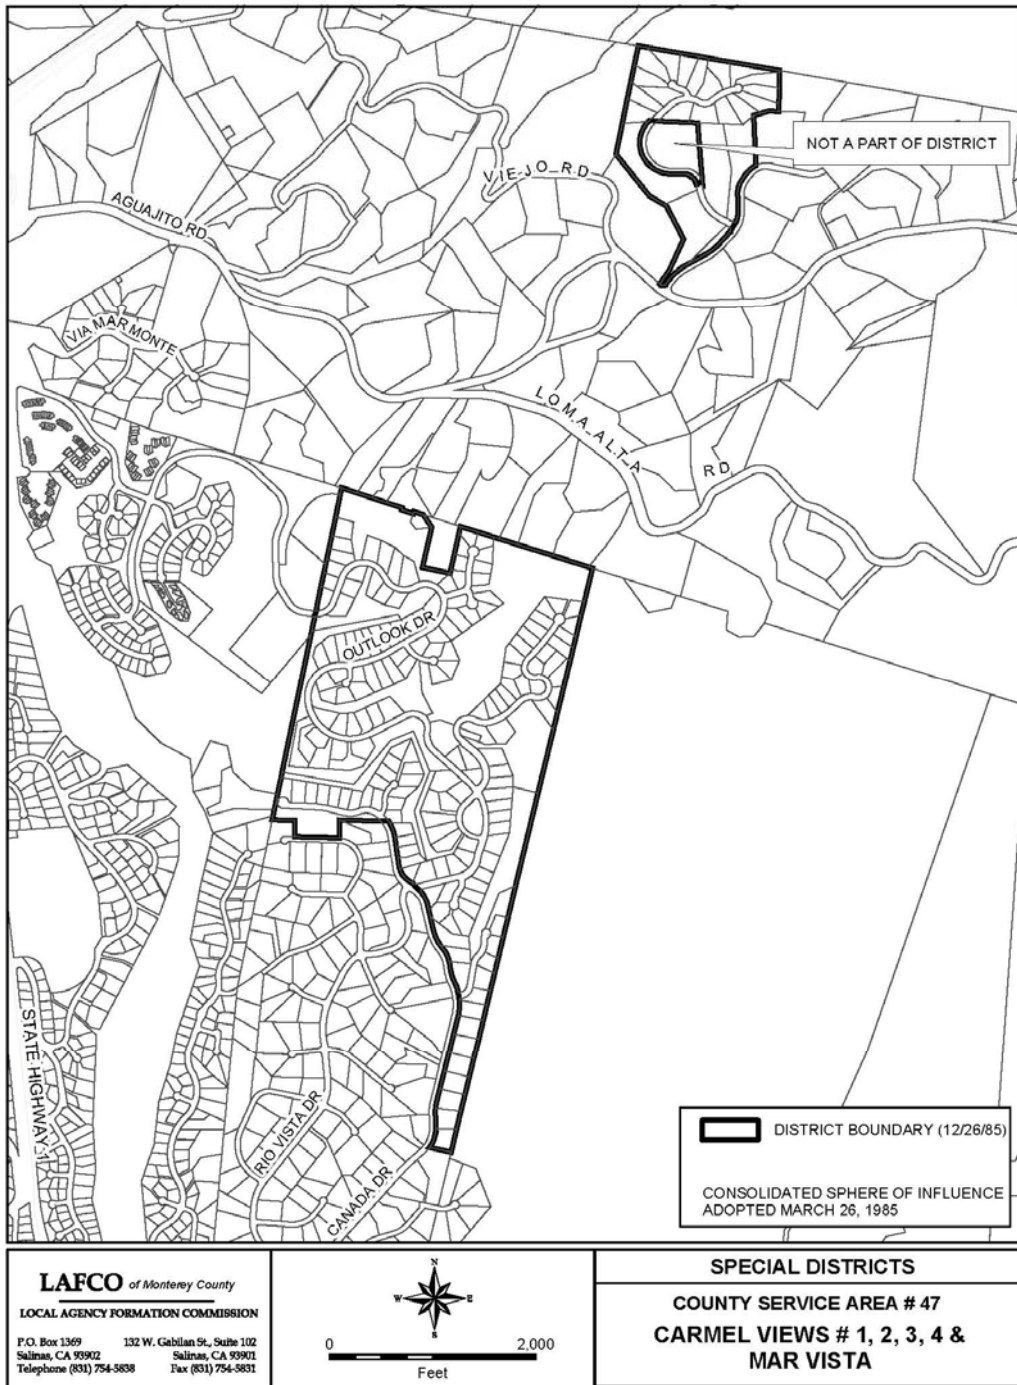 NOT A PART OF DISTRICT
VIEJO RD
AGUAJITO RD
VIA MAR MONTE
LOMA ALTA RD
OUTLOOK DR
STATE HIGHWAY 1
RIO VISTA DR
CANADA DR
DISTRICT BOUNDARY (12/26/85)
CONSOLIDATED SPHERE OF INFLUENCE
ADOPTED MARCH 26, 1985
LAFCO of Monterey County
LOCAL AGENCY FORMATION COMMISSION
P.O. Box 1369 132 W. Gabilan St., Suite 102
Salinas, CA 93902 Salinas, CA 93901
Telephone (831) 754-5838 Fax (831) 754-5831
N
W E
S
0 2,000
Feet
SPECIAL DISTRICTS
COUNTY SERVICE AREA # 47
CARMEL VIEWS # 1, 2, 3, 4 &
MAR VISTA